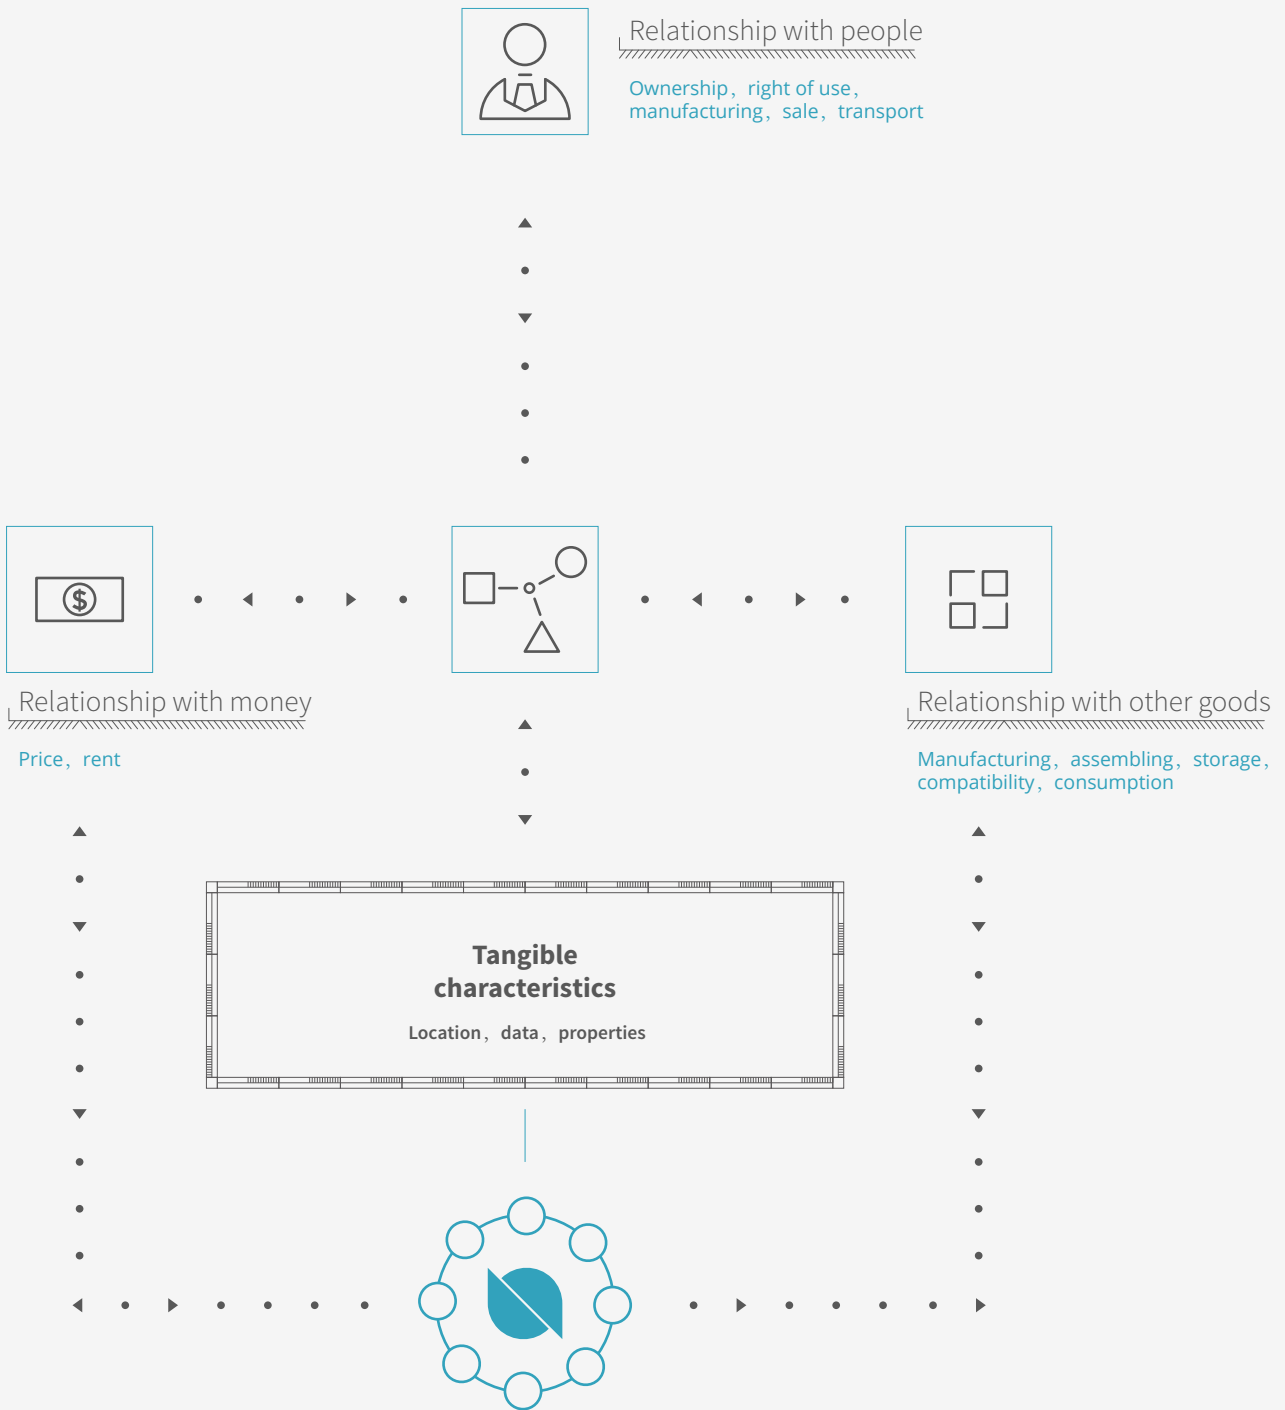 Relationship with people
Ownership, right of use,
manufacturing, sale, transport
$
Relationship with money
Price, rent
Relationship with other goods
Manufacturing, assembling, storage,
compatibility, consumption
Tangible
characteristics
Location, data, properties